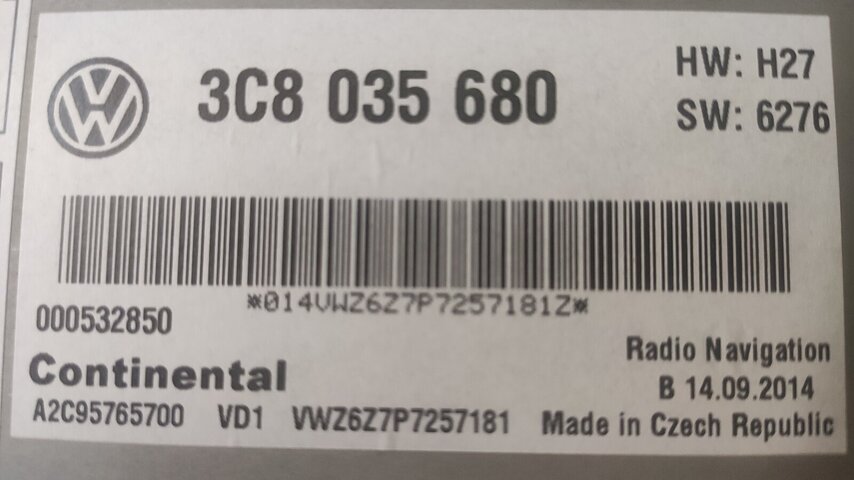 3C8 035 680
HW: H27
SW: 6276
*014VWZ6Z7P7257181Z*
000532850
Continental
Radio Navigation
B 14.09.2014
A2C95765700 VD1 VWZ6Z7P7257181 Made in Czech Republic